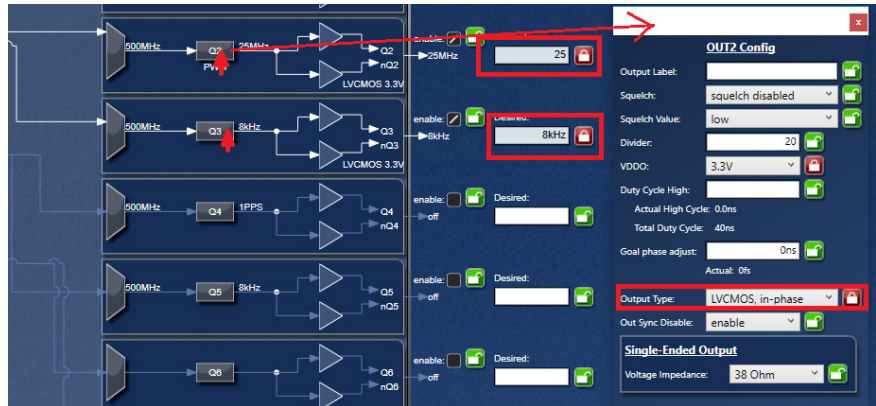 500MHz
Q2
25MHz
PWM
Q2
nQ2
LVCMOS 3.3V
enable:
25MHz
25
500MHz
Q3
8kHz
Q3
nQ3
LVCMOS 3.3V
enable:
8kHz
Desired:
8kHz
500MHz
Q4
1PPS
Q4
nQ4
enable:
off
Desired:
500MHz
Q5
8kHz
Q5
nQ5
enable:
off
Desired:
Q6
Q6
nQ6
enable:
off
Desired:
x
OUT2 Config
Output Label:
Squelch: squelch disabled
Squelch Value: low
Divider: 20
VDDO: 3.3V
Duty Cycle High:
Actual High Cycle: 0.0ns
Total Duty Cycle: 40ns
Goal phase adjust: 0ns
Actual: 0fs
Output Type: LVCMOS, in-phase
Out Sync Disable: enable
Single-Ended Output
Voltage Impedance: 38 Ohm